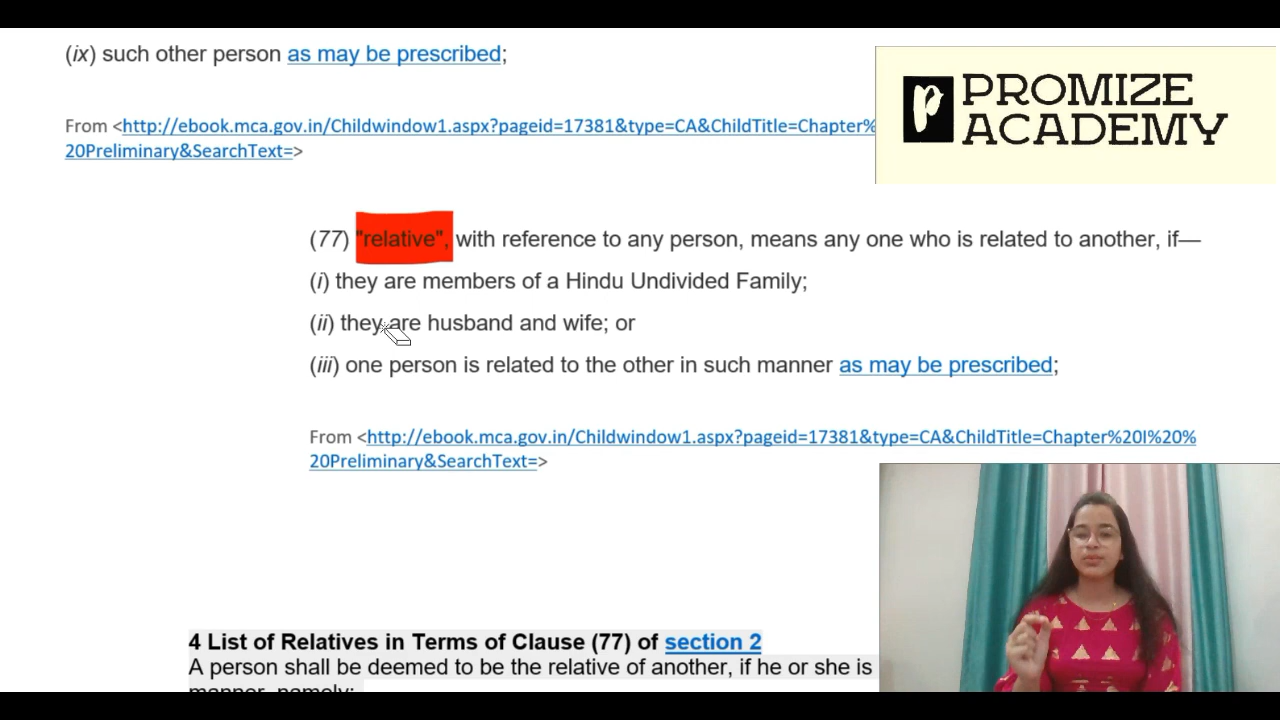 (ix) such other person as may be prescribed;
From <http://ebook.mca.gov.in/Childwindow1.aspx?pageid=17381&type=CA&ChildTitle=Chapter%
20Preliminary&SearchText=>
PROMIZE
ACADEMY
(77) "relative", with reference to any person, means any one who is related to another, if—
(i) they are members of a Hindu Undivided Family;
(ii) they are husband and wife; or
(iii) one person is related to the other in such manner as may be prescribed;
From <http://ebook.mca.gov.in/Childwindow1.aspx?pageid=17381&type=CA&ChildTitle=Chapter%20I%20%
20Preliminary&SearchText=>
4 List of Relatives in Terms of Clause (77) of section 2
A person shall be deemed to be the relative of another, if he or she is
manner, namely: